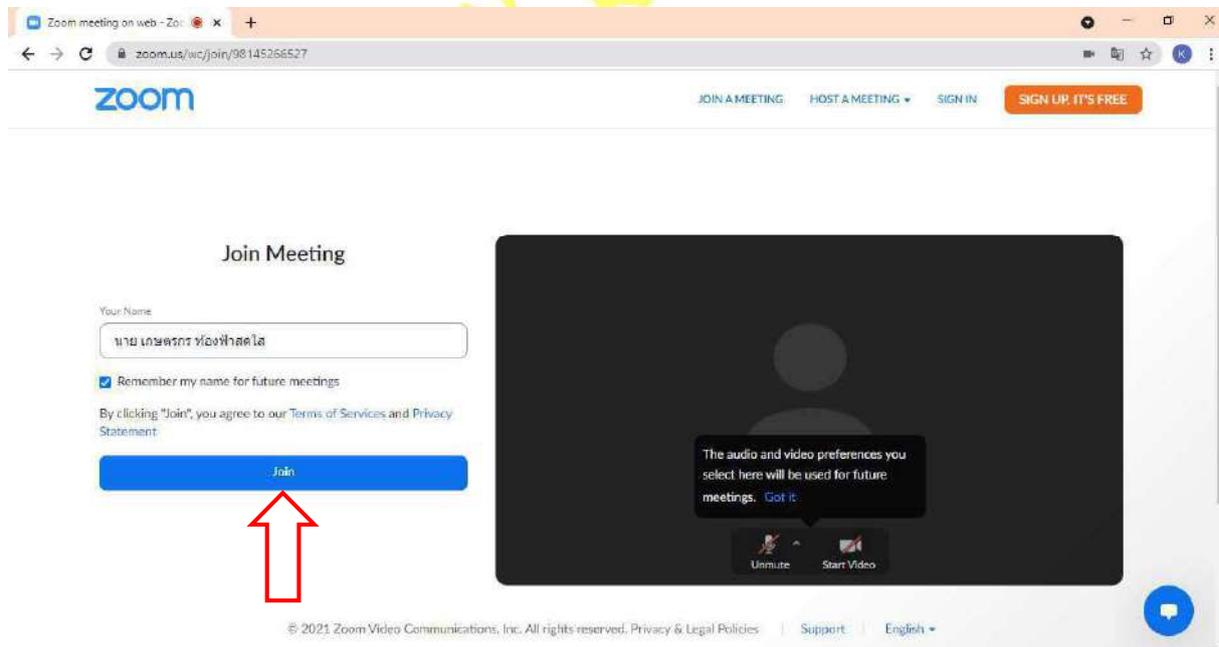 Zoom meeting on web - Zo
zoom.us/wc/join/98145266527
K
zoom
JOIN A MEETING HOST A MEETING SIGN IN SIGN UP, IT'S FREE
Join Meeting
Your Name
นาย เกษตรกร ท้องฟ้าสดใส
Remember my name for future meetings
By clicking "Join", you agree to our Terms of Services and Privacy
Statement
Join
The audio and video preferences you
select here will be used for future
meetings. Got it
Unmute Start Video
© 2021 Zoom Video Communications, Inc. All rights reserved. Privacy & Legal Policies | Support | English